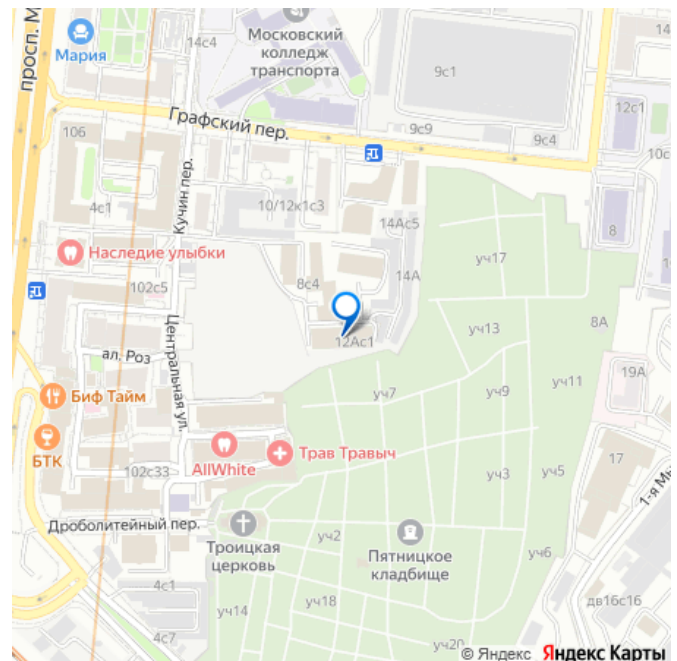 просп. М
Мария
14с4
Московский
колледж
транспорта
14
9с1
12с1
Графский пер.
9с9
9с4
10с
106
4с1
Кучин пер.
10/12к1с3
14Ас5
8
уч17
Наследие улыбки
102с5
8с4
14А
уч13
8А
12Ас1
ал. Роз
Центральная ул.
уч7
уч9
уч11
19А
Биф Тайм
БТК
AllWhite
Трав Травыч
102с33
уч3
уч5
17
1-я Мы
Дроболитейный пер.
Троицкая
церковь
уч2
Пятницкое
кладбище
уч6
4с1
уч14
уч18
дв16с16
4с7
уч20
© Яндекс Яндекс Карты